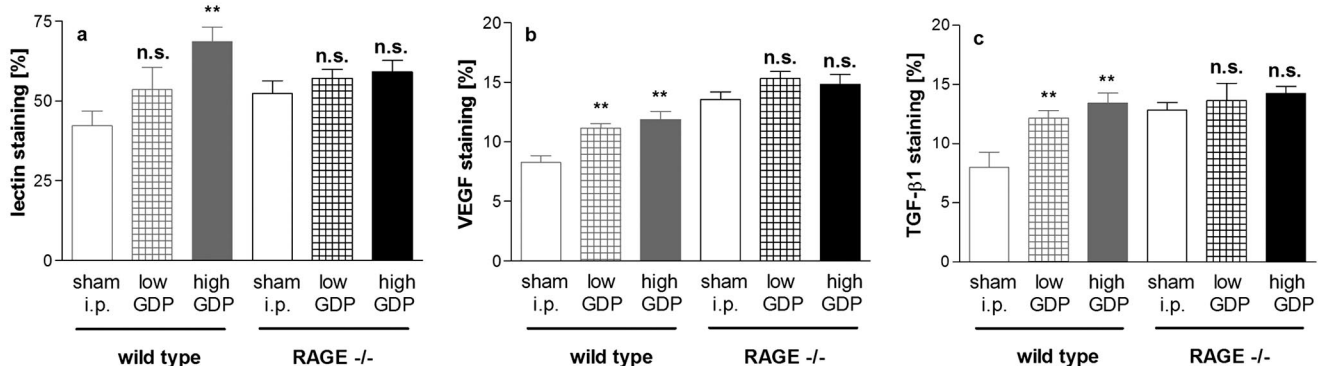 a
lectin staining [%]
75
50
25
0
n.s.
**
n.s.
n.s.
sham low high sham low high
i.p. GDP GDP i.p. GDP GDP
wild type RAGE -/-
b
VEGF staining [%]
20
15
10
5
0
**
**
n.s.
n.s.
sham low high sham low high
i.p. GDP GDP i.p. GDP GDP
wild type RAGE -/-
c
TGF-β1 staining [%]
20
15
10
5
0
**
**
n.s.
n.s.
sham low high sham low high
i.p. GDP GDP i.p. GDP GDP
wild type RAGE -/-